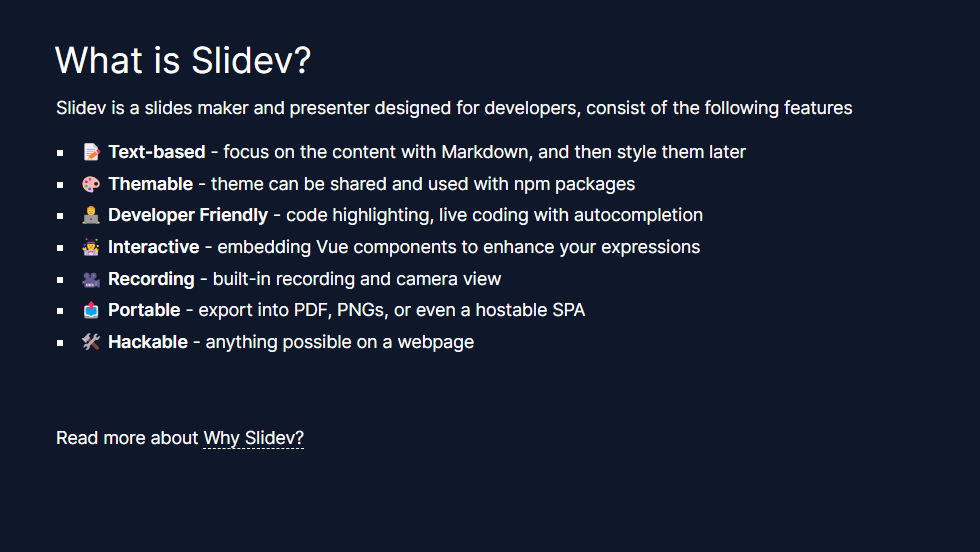 What is Slidev?
Slidev is a slides maker and presenter designed for developers, consist of the following features
📝 Text-based - focus on the content with Markdown, and then style them later
🎨 Themable - theme can be shared and used with npm packages
🧑‍💻 Developer Friendly - code highlighting, live coding with autocompletion
🤹 Interactive - embedding Vue components to enhance your expressions
🎥 Recording - built-in recording and camera view
📤 Portable - export into PDF, PNGs, or even a hostable SPA
🛠 Hackable - anything possible on a webpage
Read more about Why Slidev?